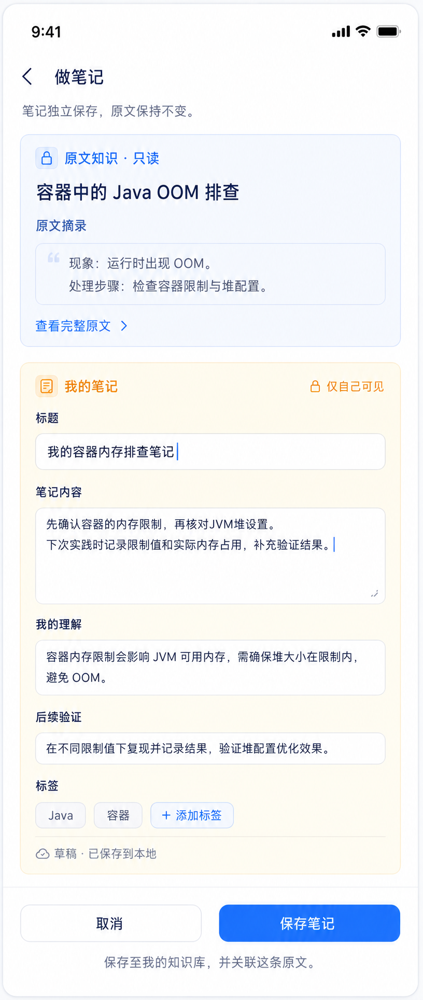 9:41
做笔记
笔记独立保存，原文保持不变。
原文知识 · 只读
容器中的 Java OOM 排查
原文摘录
“
现象：运行时出现 OOM。
处理步骤：检查容器限制与堆配置。
查看完整原文
我的笔记
仅自己可见
标题
我的容器内存排查笔记
笔记内容
先确认容器的内存限制，再核对JVM堆设置。
下次实践时记录限制值和实际内存占用，补充验证结果。
我的理解
容器内存限制会影响 JVM 可用内存，需确保堆大小在限制内，
避免 OOM。
后续验证
在不同限制值下复现并记录结果，验证堆配置优化效果。
标签
Java
容器
+ 添加标签
草稿 · 已保存到本地
取消
保存笔记
保存至我的知识库，并关联这条原文。